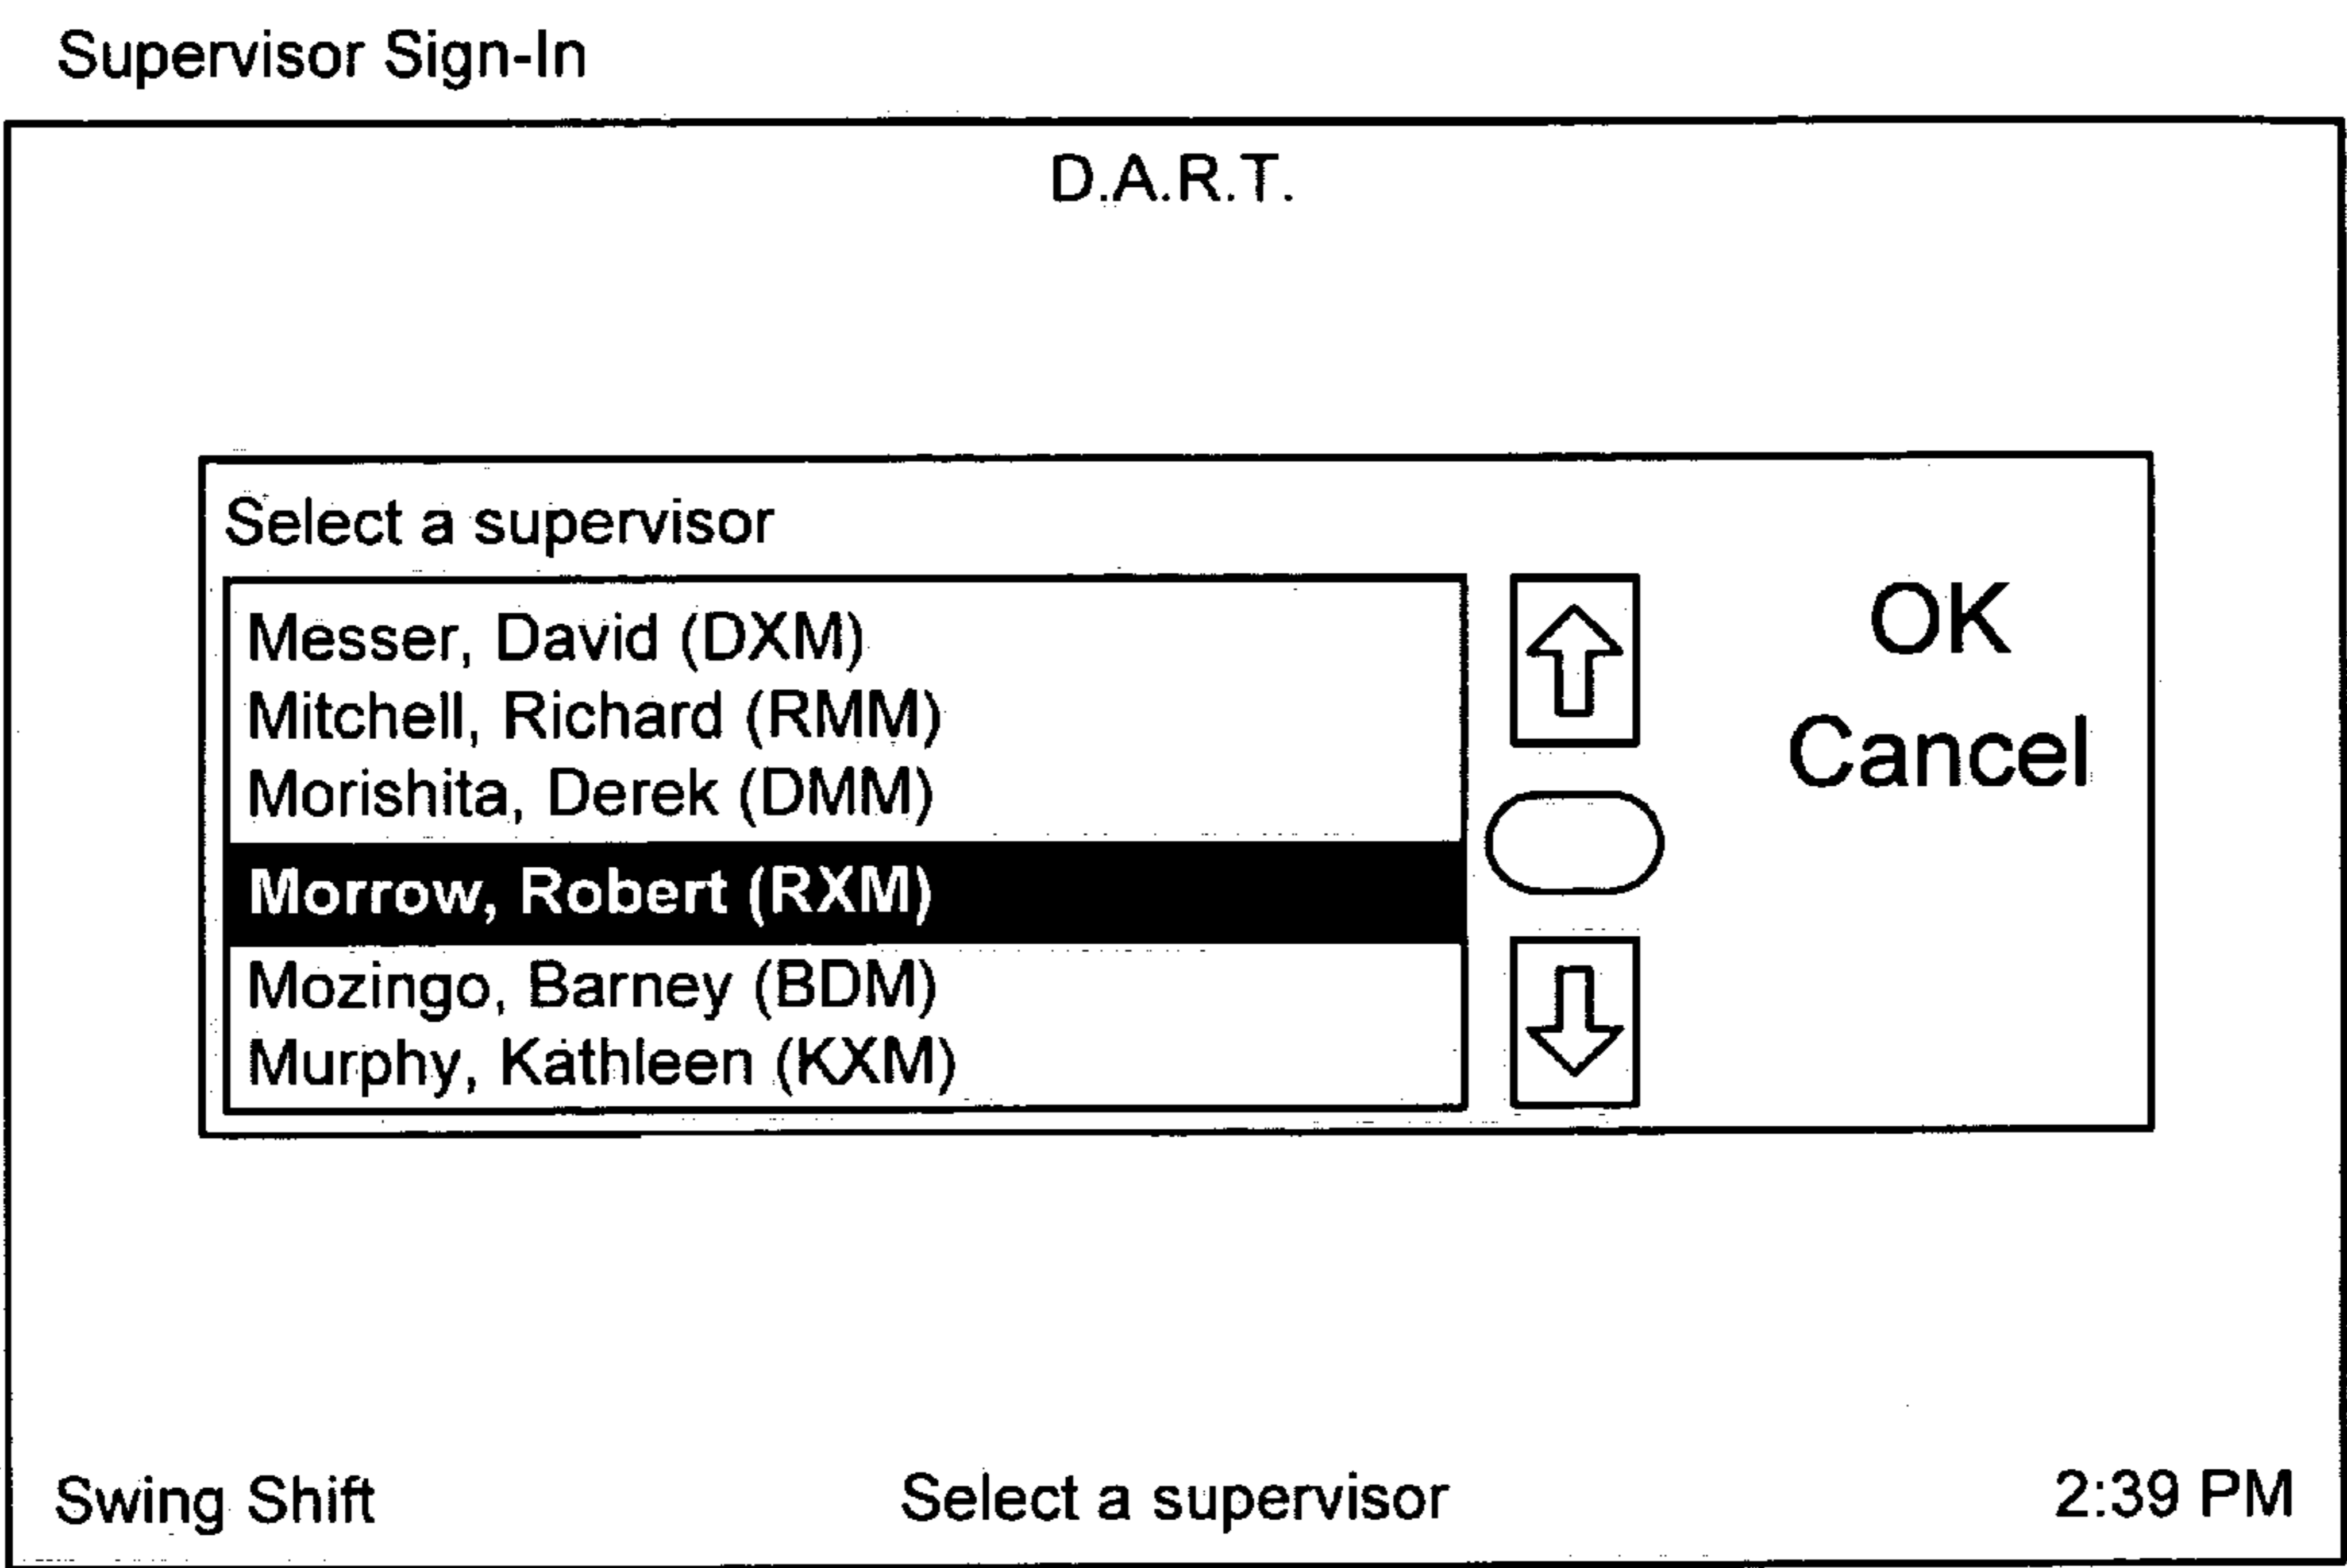 Supervisor Sign-In
D.A.R.T.
Select a supervisor
Messer, David (DXM)
Mitchell, Richard (RMM)
Morishita, Derek (DMM)
Morrow, Robert (RXM)
Mozingo, Barney (BDM)
Murphy, Kathleen (KXM)
OK
Cancel
Swing Shift
Select a supervisor
2:39 PM